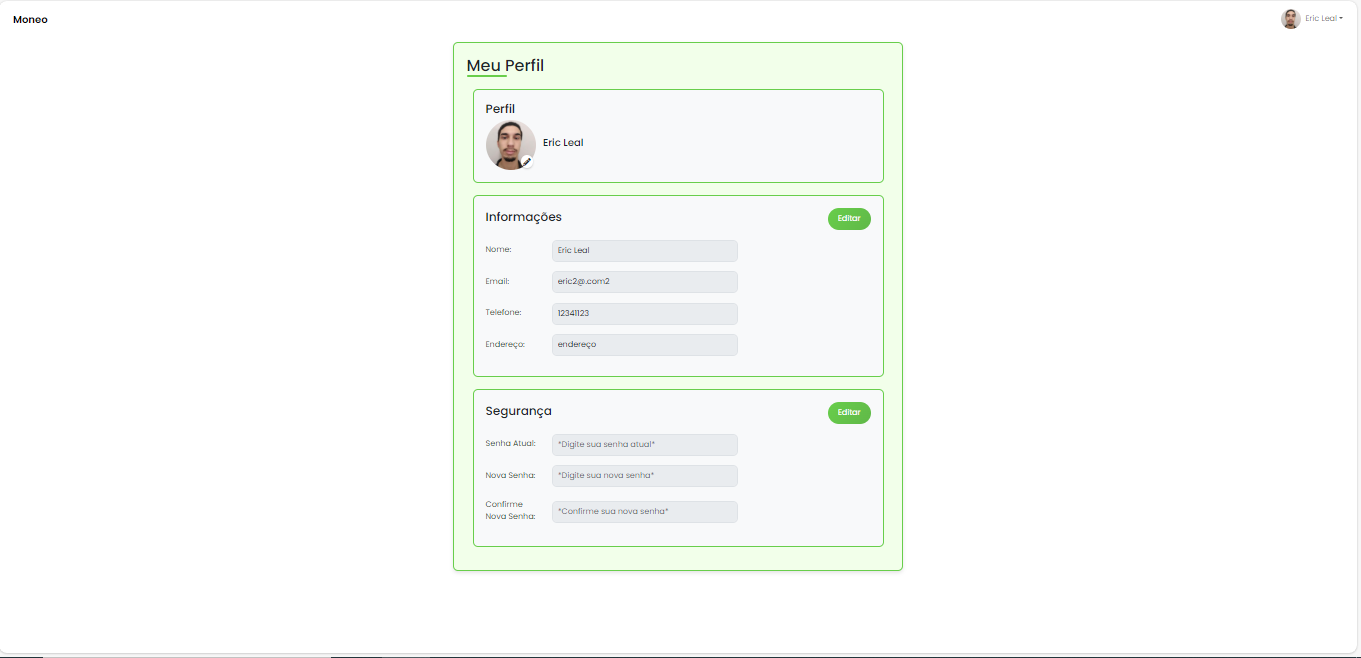 Moneo
Eric Leal
Meu Perfil
Perfil
Eric Leal
Informações
Editar
Nome:
Eric Leal
Email:
eric2@.com2
Telefone:
12341123
Endereço:
endereço
Segurança
Editar
Senha Atual:
*Digite sua senha atual*
Nova Senha:
*Digite sua nova senha*
Confirme
Nova Senha:
*Confirme sua nova senha*